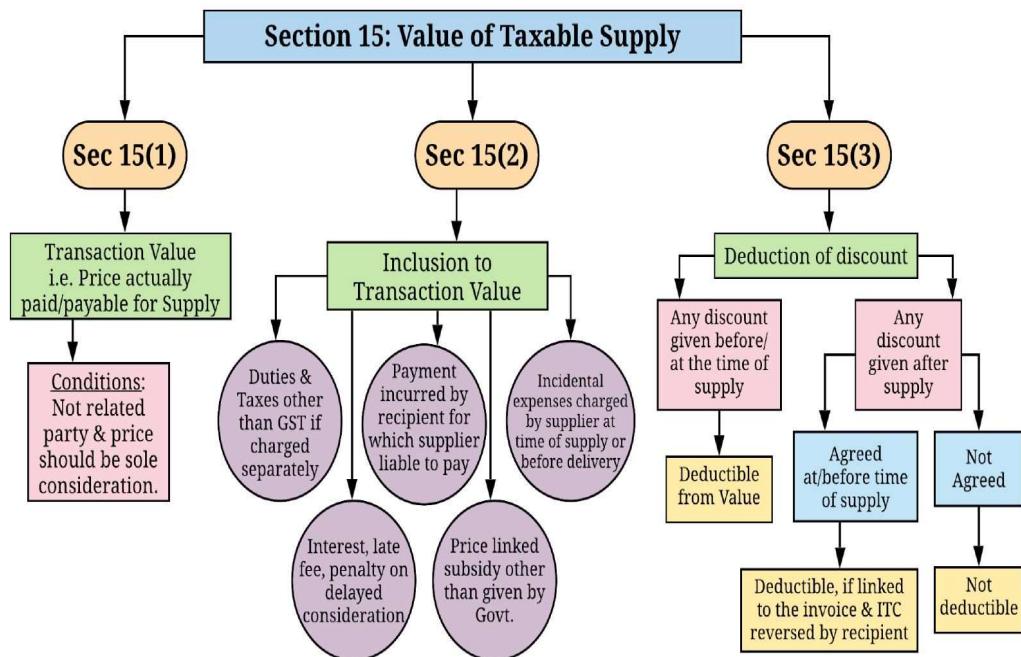 Section 15: Value of Taxable Supply
Sec 15(1)
Sec 15(2)
Sec 15(3)
Transaction Value
i.e. Price actually
paid/payable for Supply
Conditions:
Not related
party & price
should be sole
consideration.
Inclusion to
Transaction Value
Duties &
Taxes other
than GST if
charged
separately
Payment
incurred by
recipient for
which supplier
liable to pay
Incidental
expenses charged
by supplier at
time of supply or
before delivery
Interest, late
fee, penalty on
delayed
consideration
Price linked
subsidy other
than given by
Govt.
Deduction of discount
Any discount
given before/
at the time of
supply
Deductible
from Value
Any
discount
given after
supply
Agreed
at/before time
of supply
Not
Agreed
Deductible, if linked
to the invoice & ITC
reversed by recipient
Not
deductible